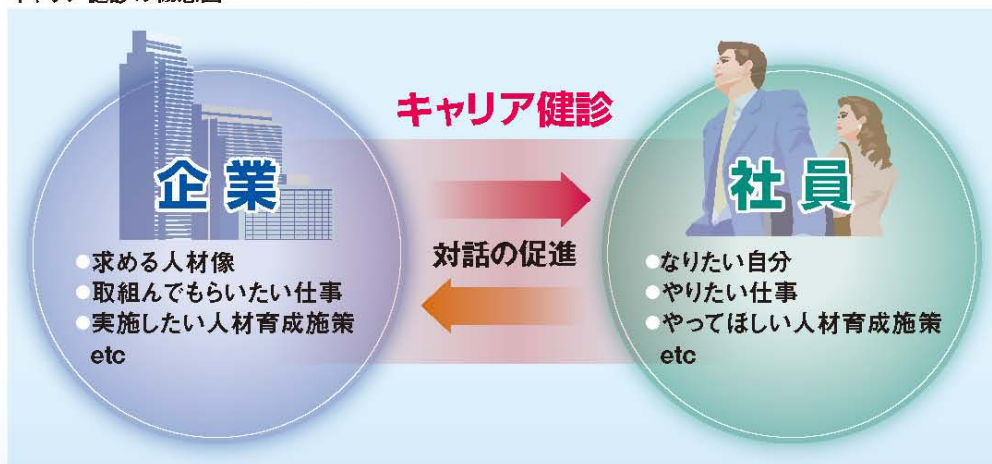 キャリア健診
企業
●求める人材像
●取組んでもらいたい仕事
●実施したい人材育成施策
etc
対話の促進
社員
●なりたい自分
●やりたい仕事
●やってほしい人材育成施策
etc